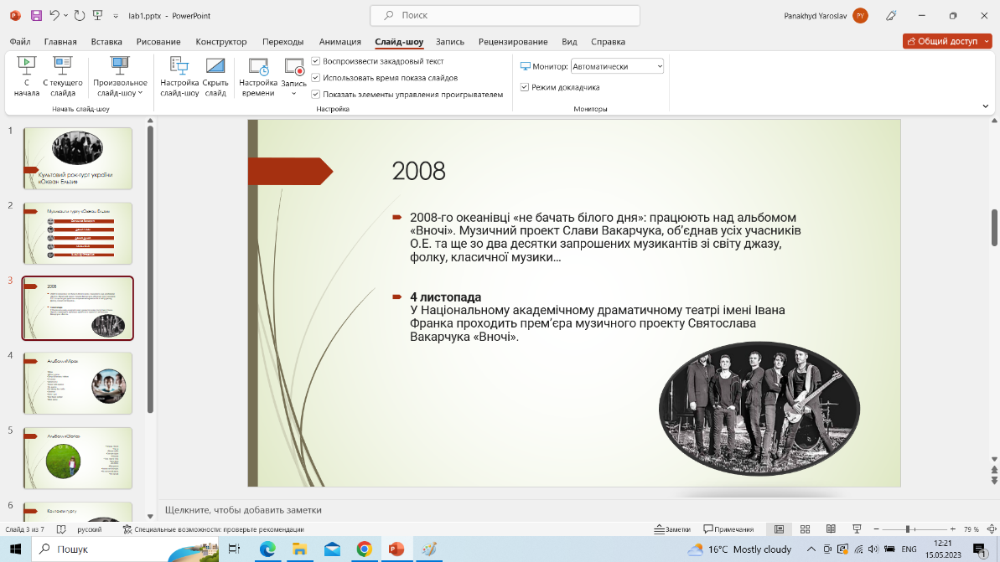 lab1.pptx - PowerPoint
Поиск
Panakhyd Yaroslav
PY
Файл Главная Вставка Рисование Конструктор Переходы Анимация Слайд-шоу Запись Рецензирование Вид Справка
Общий доступ
С начала
С текущего слайда
Произвольное слайд-шоу
Начать слайд-шоу
Настройка слайд-шоу
Скрыть слайд
Настройка времени
Запись
Воспроизвести закадровый текст
Использовать время показа слайдов
Показать элементы управления проигрывателем
Настройка
Монитор: Автоматически
Режим докладчика
Мониторы
1
Культовий рок-гурт україни
«Океан Ельзи»
2
Музиканти гурту «Океан Ельзи»
3
2008
4
Альбом «Міра»
5
Альбом «Gloria»
6
Контакти гурту
2008
2008-го океанівці «не бачать білого дня»: працюють над альбомом
«Вночі». Музичний проект Слави Вакарчука, об’єднав усіх учасників
О.Е. та ще зо два десятки запрошених музикантів зі світу джазу,
фолку, класичної музики…
4 листопада
У Національному академічному драматичному театрі імені Івана
Франка проходить прем’єра музичного проекту Святослава
Вакарчука «Вночі».
Щелкните, чтобы добавить заметки
Слайд 3 из 7 русский Специальные возможности: проверьте рекомендации Заметки Примечания 79 %
Пошук
16°C Mostly cloudy
ENG
12:21
15.05.2023
1